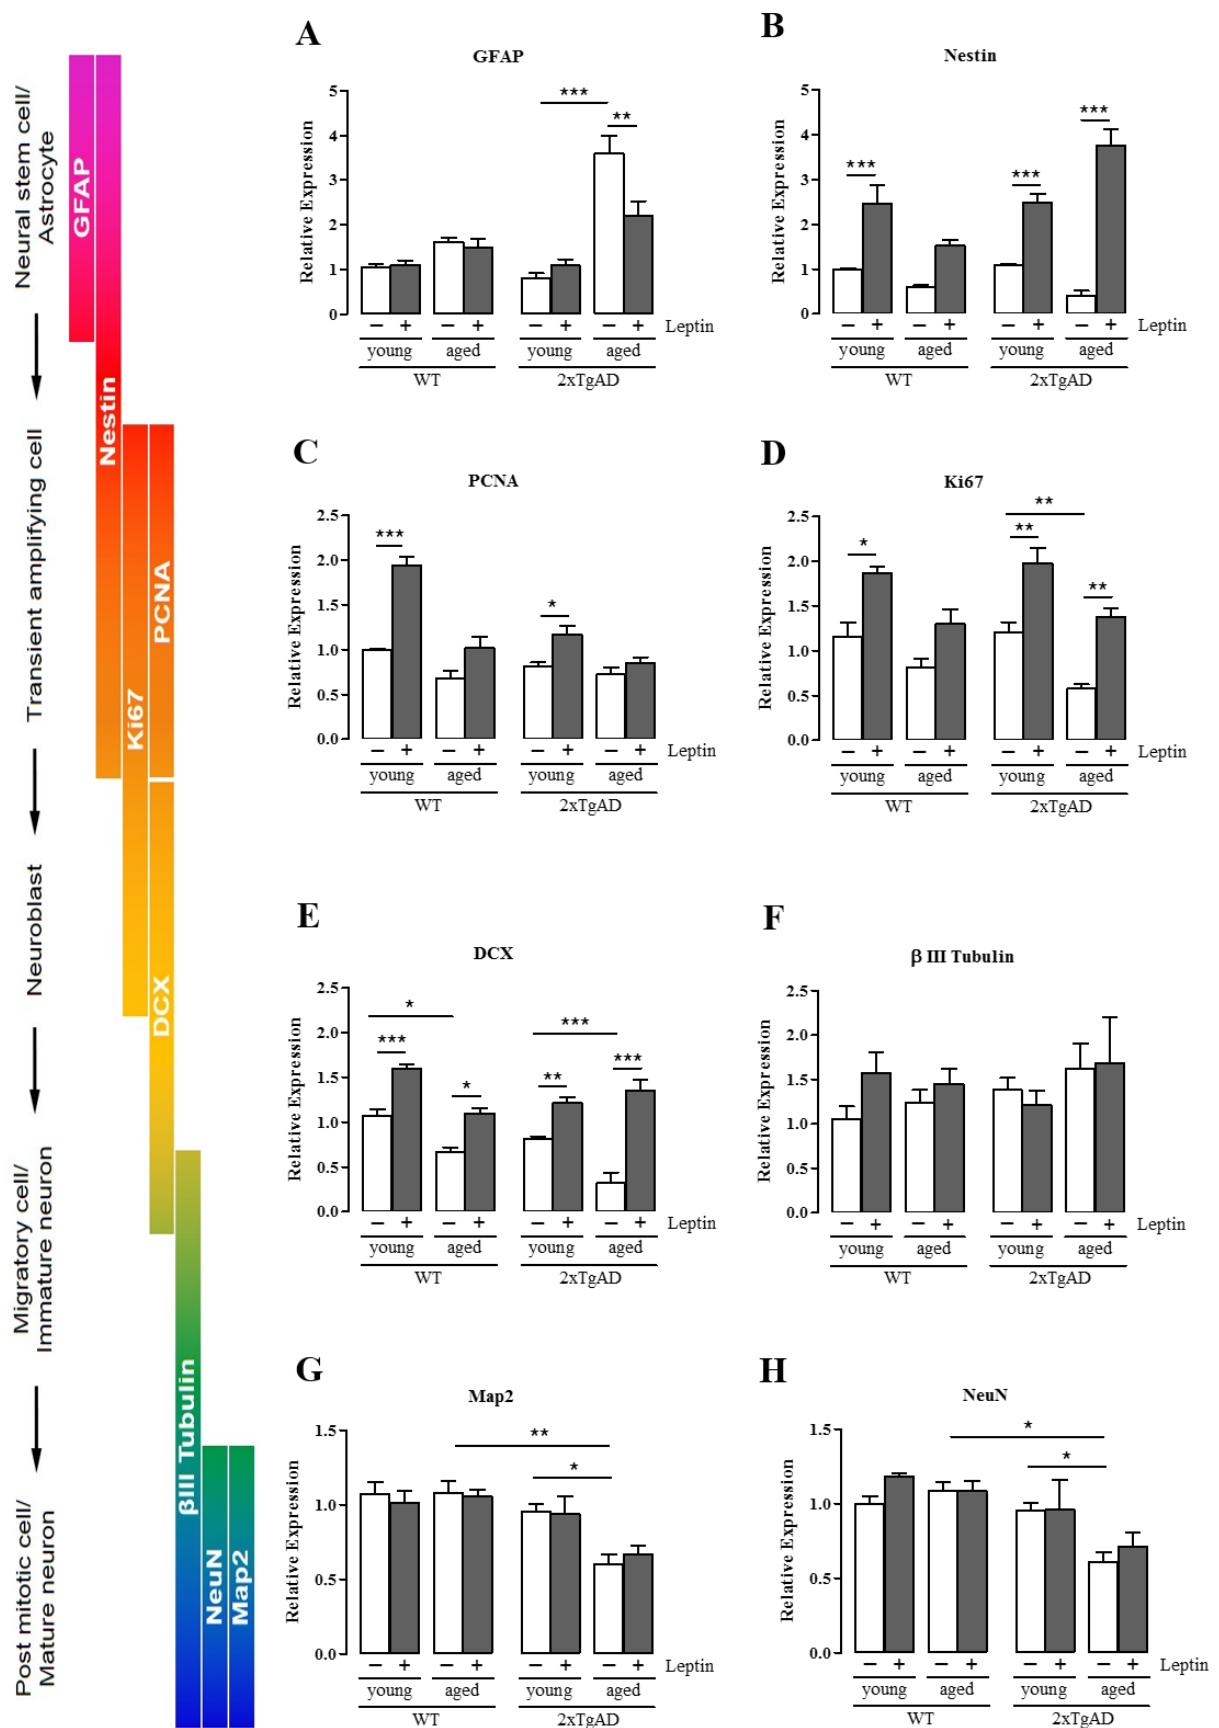 Neural stem cell/
Astrocyte
Transient amplifying cell
Neuroblast
Migratory cell/
Immature neuron
Post mitotic cell/
Mature neuron
GFAP
Nestin
Ki67
PCNA
DCX
βIII Tubulin
NeuN
Map2
A
GFAP
Relative Expression
5
4
3
2
1
0
***
**
− + − + − + − + Leptin
young aged young aged
WT 2xTgAD
B
Nestin
Relative Expression
5
4
3
2
1
0
***
***
***
− + − + − + − + Leptin
young aged young aged
WT 2xTgAD
C
PCNA
Relative Expression
2.5
2.0
1.5
1.0
0.5
0.0
***
*
− + − + − + − + Leptin
young aged young aged
WT 2xTgAD
D
Ki67
Relative Expression
2.5
2.0
1.5
1.0
0.5
0.0
**
*
**
**
− + − + − + − + Leptin
young aged young aged
WT 2xTgAD
E
DCX
Relative Expression
2.5
2.0
1.5
1.0
0.5
0.0
*
***
***
***
*
**
− + − + − + − + Leptin
young aged young aged
WT 2xTgAD
F
β III Tubulin
Relative Expression
2.5
2.0
1.5
1.0
0.5
0.0
− + − + − + − + Leptin
young aged young aged
WT 2xTgAD
G
Map2
Relative Expression
1.5
1.0
0.5
0.0
**
*
− + − + − + − + Leptin
young aged young aged
WT 2xTgAD
H
NeuN
Relative Expression
1.5
1.0
0.5
0.0
*
*
− + − + − + − + Leptin
young aged young aged
WT 2xTgAD